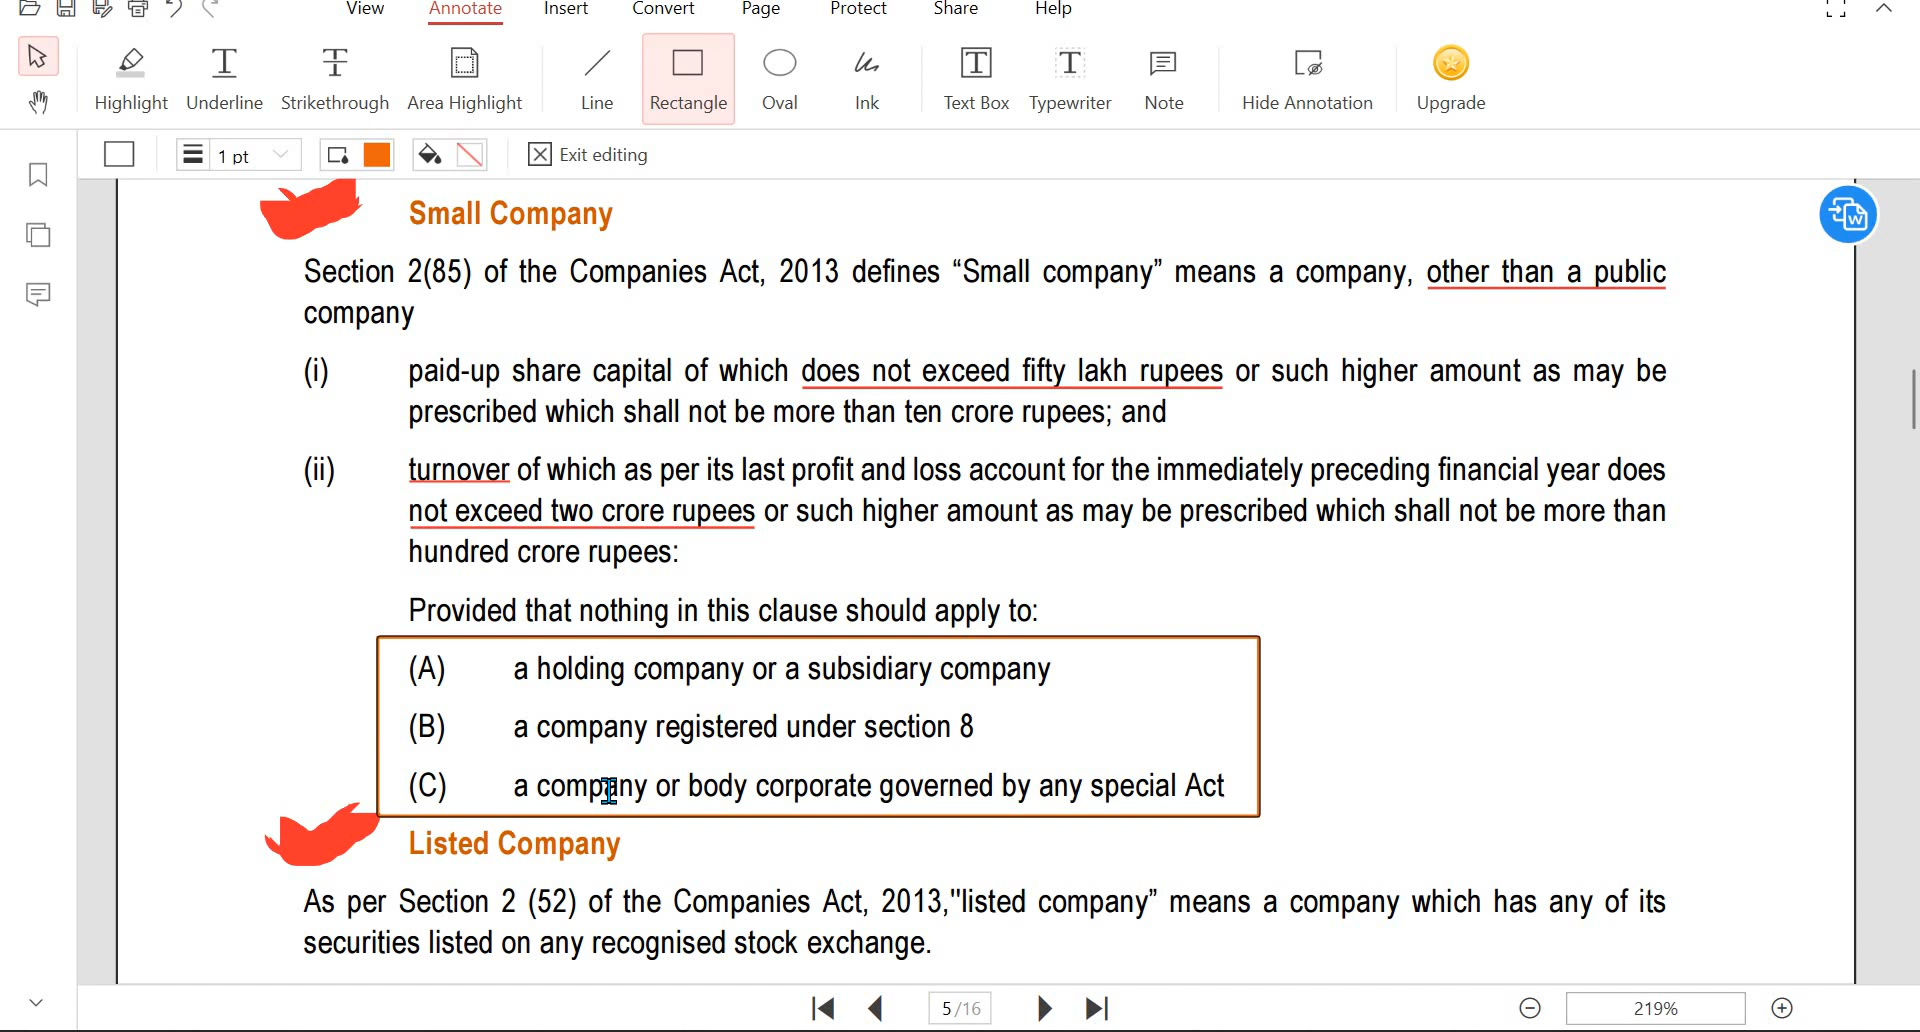 View Annotate Insert Convert Page Protect Share Help
Highlight Underline Strikethrough Area Highlight Line Rectangle Oval Ink Text Box Typewriter Note Hide Annotation Upgrade
1 pt Exit editing
Small Company
Section 2(85) of the Companies Act, 2013 defines “Small company” means a company, other than a public
company
(i) paid-up share capital of which does not exceed fifty lakh rupees or such higher amount as may be
prescribed which shall not be more than ten crore rupees; and
(ii) turnover of which as per its last profit and loss account for the immediately preceding financial year does
not exceed two crore rupees or such higher amount as may be prescribed which shall not be more than
hundred crore rupees:
Provided that nothing in this clause should apply to:
(A) a holding company or a subsidiary company
(B) a company registered under section 8
(C) a company or body corporate governed by any special Act
Listed Company
As per Section 2 (52) of the Companies Act, 2013,"listed company” means a company which has any of its
securities listed on any recognised stock exchange.
5 /16 219%